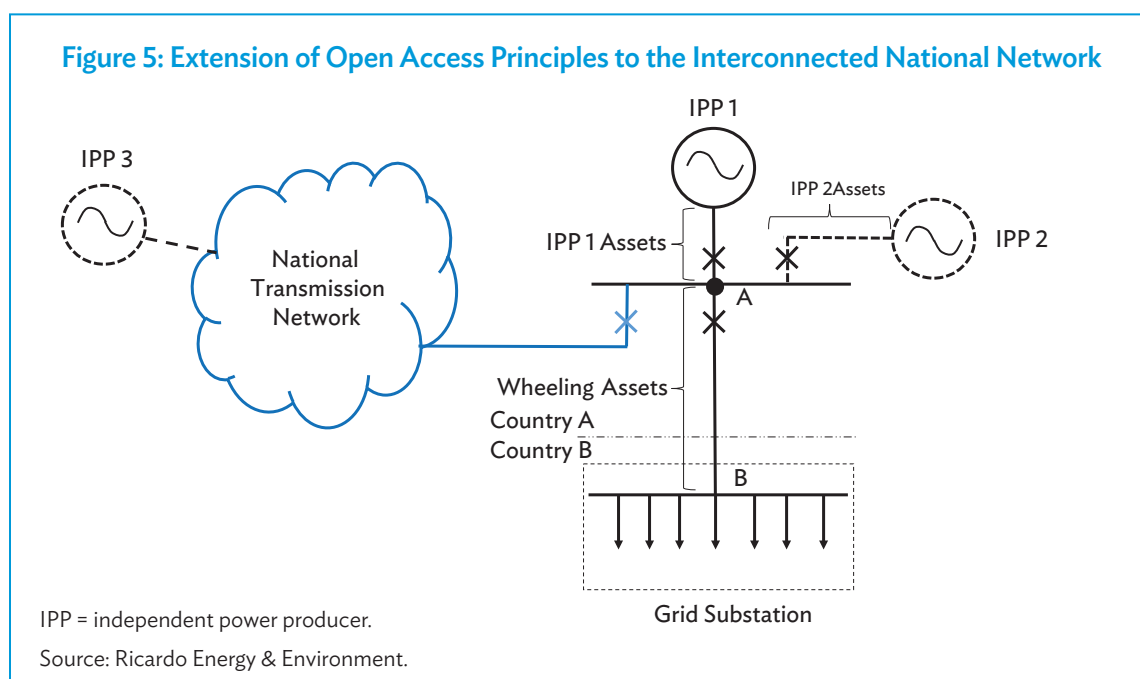 Figure 5: Extension of Open Access Principles to the Interconnected National Network
IPP 1
IPP 3
IPP 2Assets
IPP 1 Assets
IPP 2
National
Transmission
Network
A
Wheeling Assets
Country A
Country B
B
Grid Substation
IPP = independent power producer.
Source: Ricardo Energy & Environment.